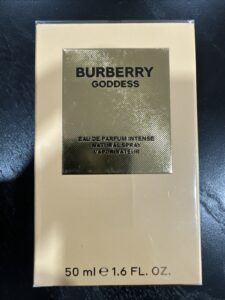 BURBERRY
GODDESS
EAU DE PARFUM INTENSE
NATURAL SPRAY
VAPORISATEUR
50 ml ℮ 1.6 FL. OZ.